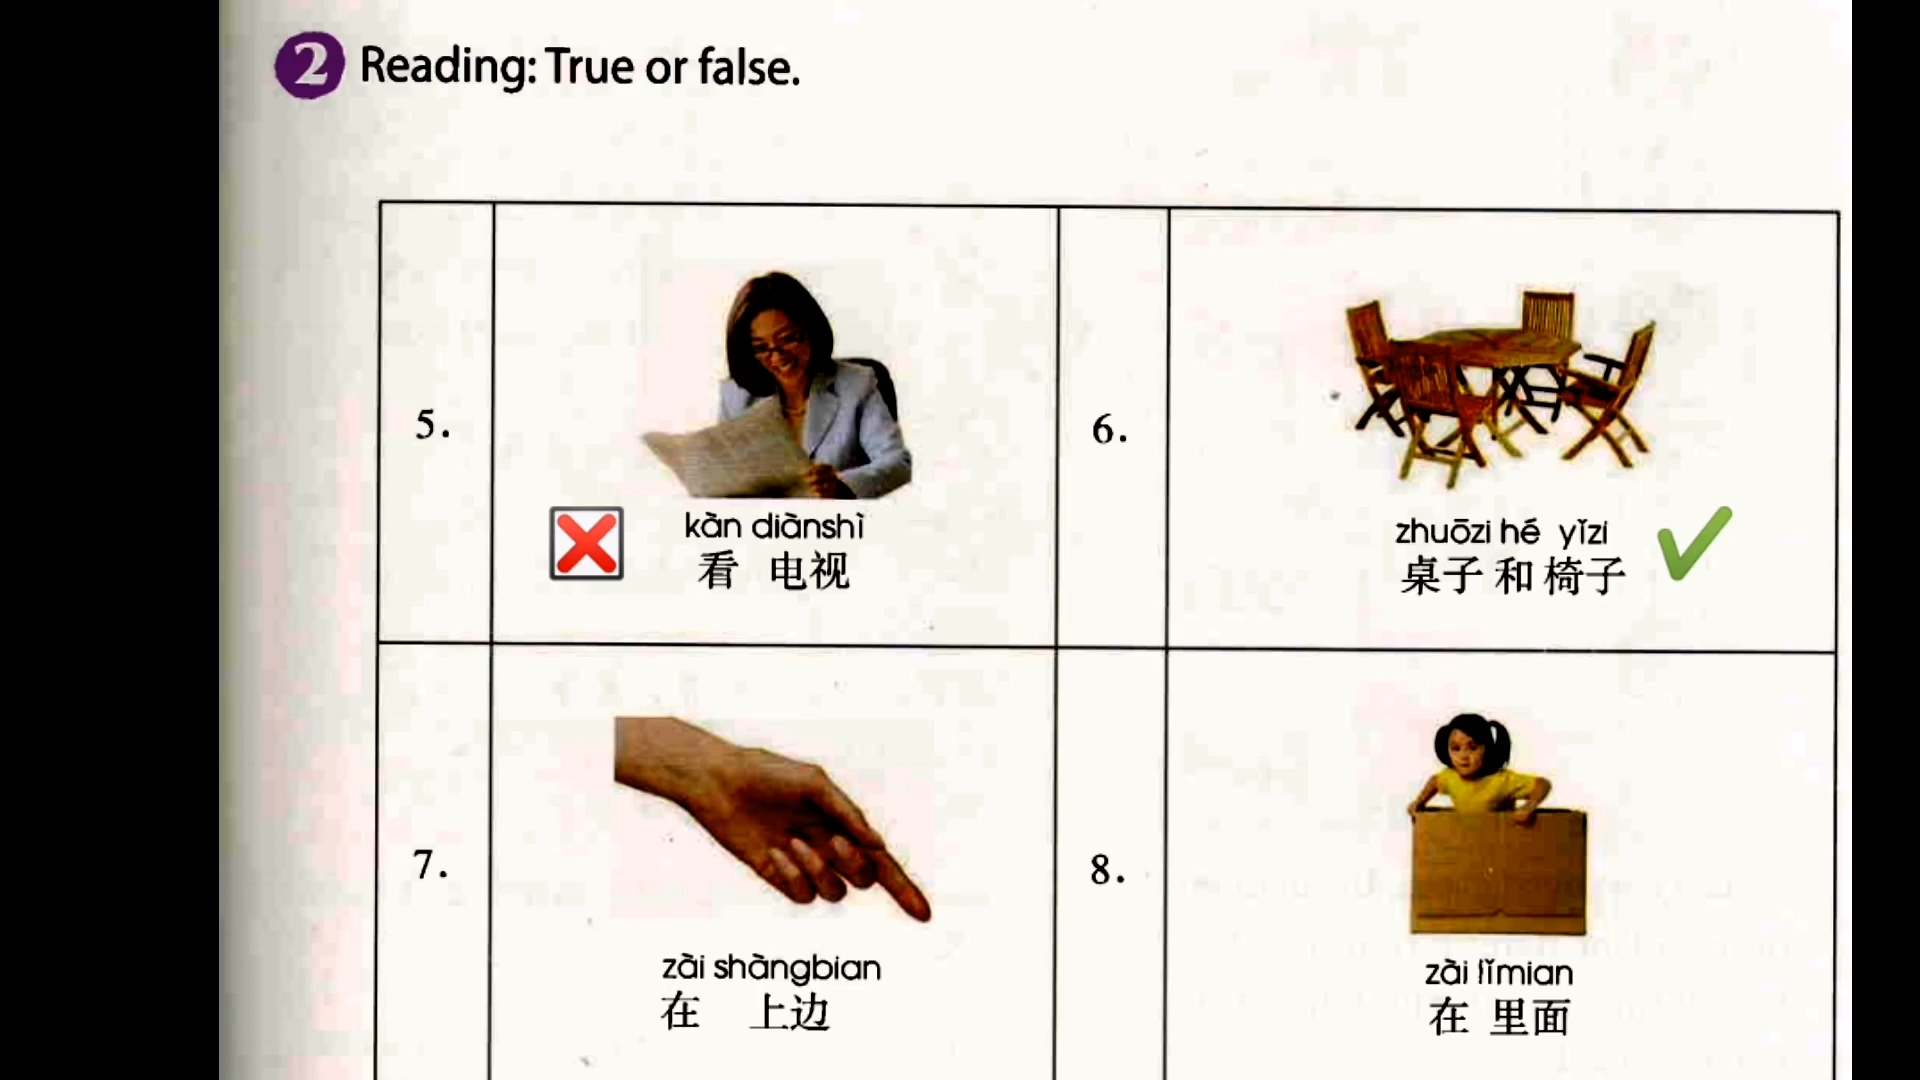 2 Reading: True or false.
5.
kàn diànshì
看 电视
6.
zhuōzi hé yǐzi
桌子 和 椅子
7.
zài shàngbian
在 上边
8.
zài lǐmian
在 里面